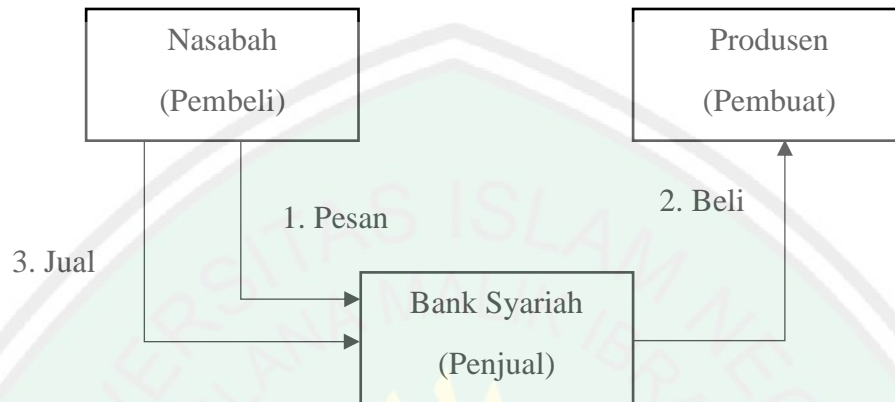 Nasabah
(Pembeli)
Produsen
(Pembuat)
1. Pesan
2. Beli
3. Jual
Bank Syariah
(Penjual)